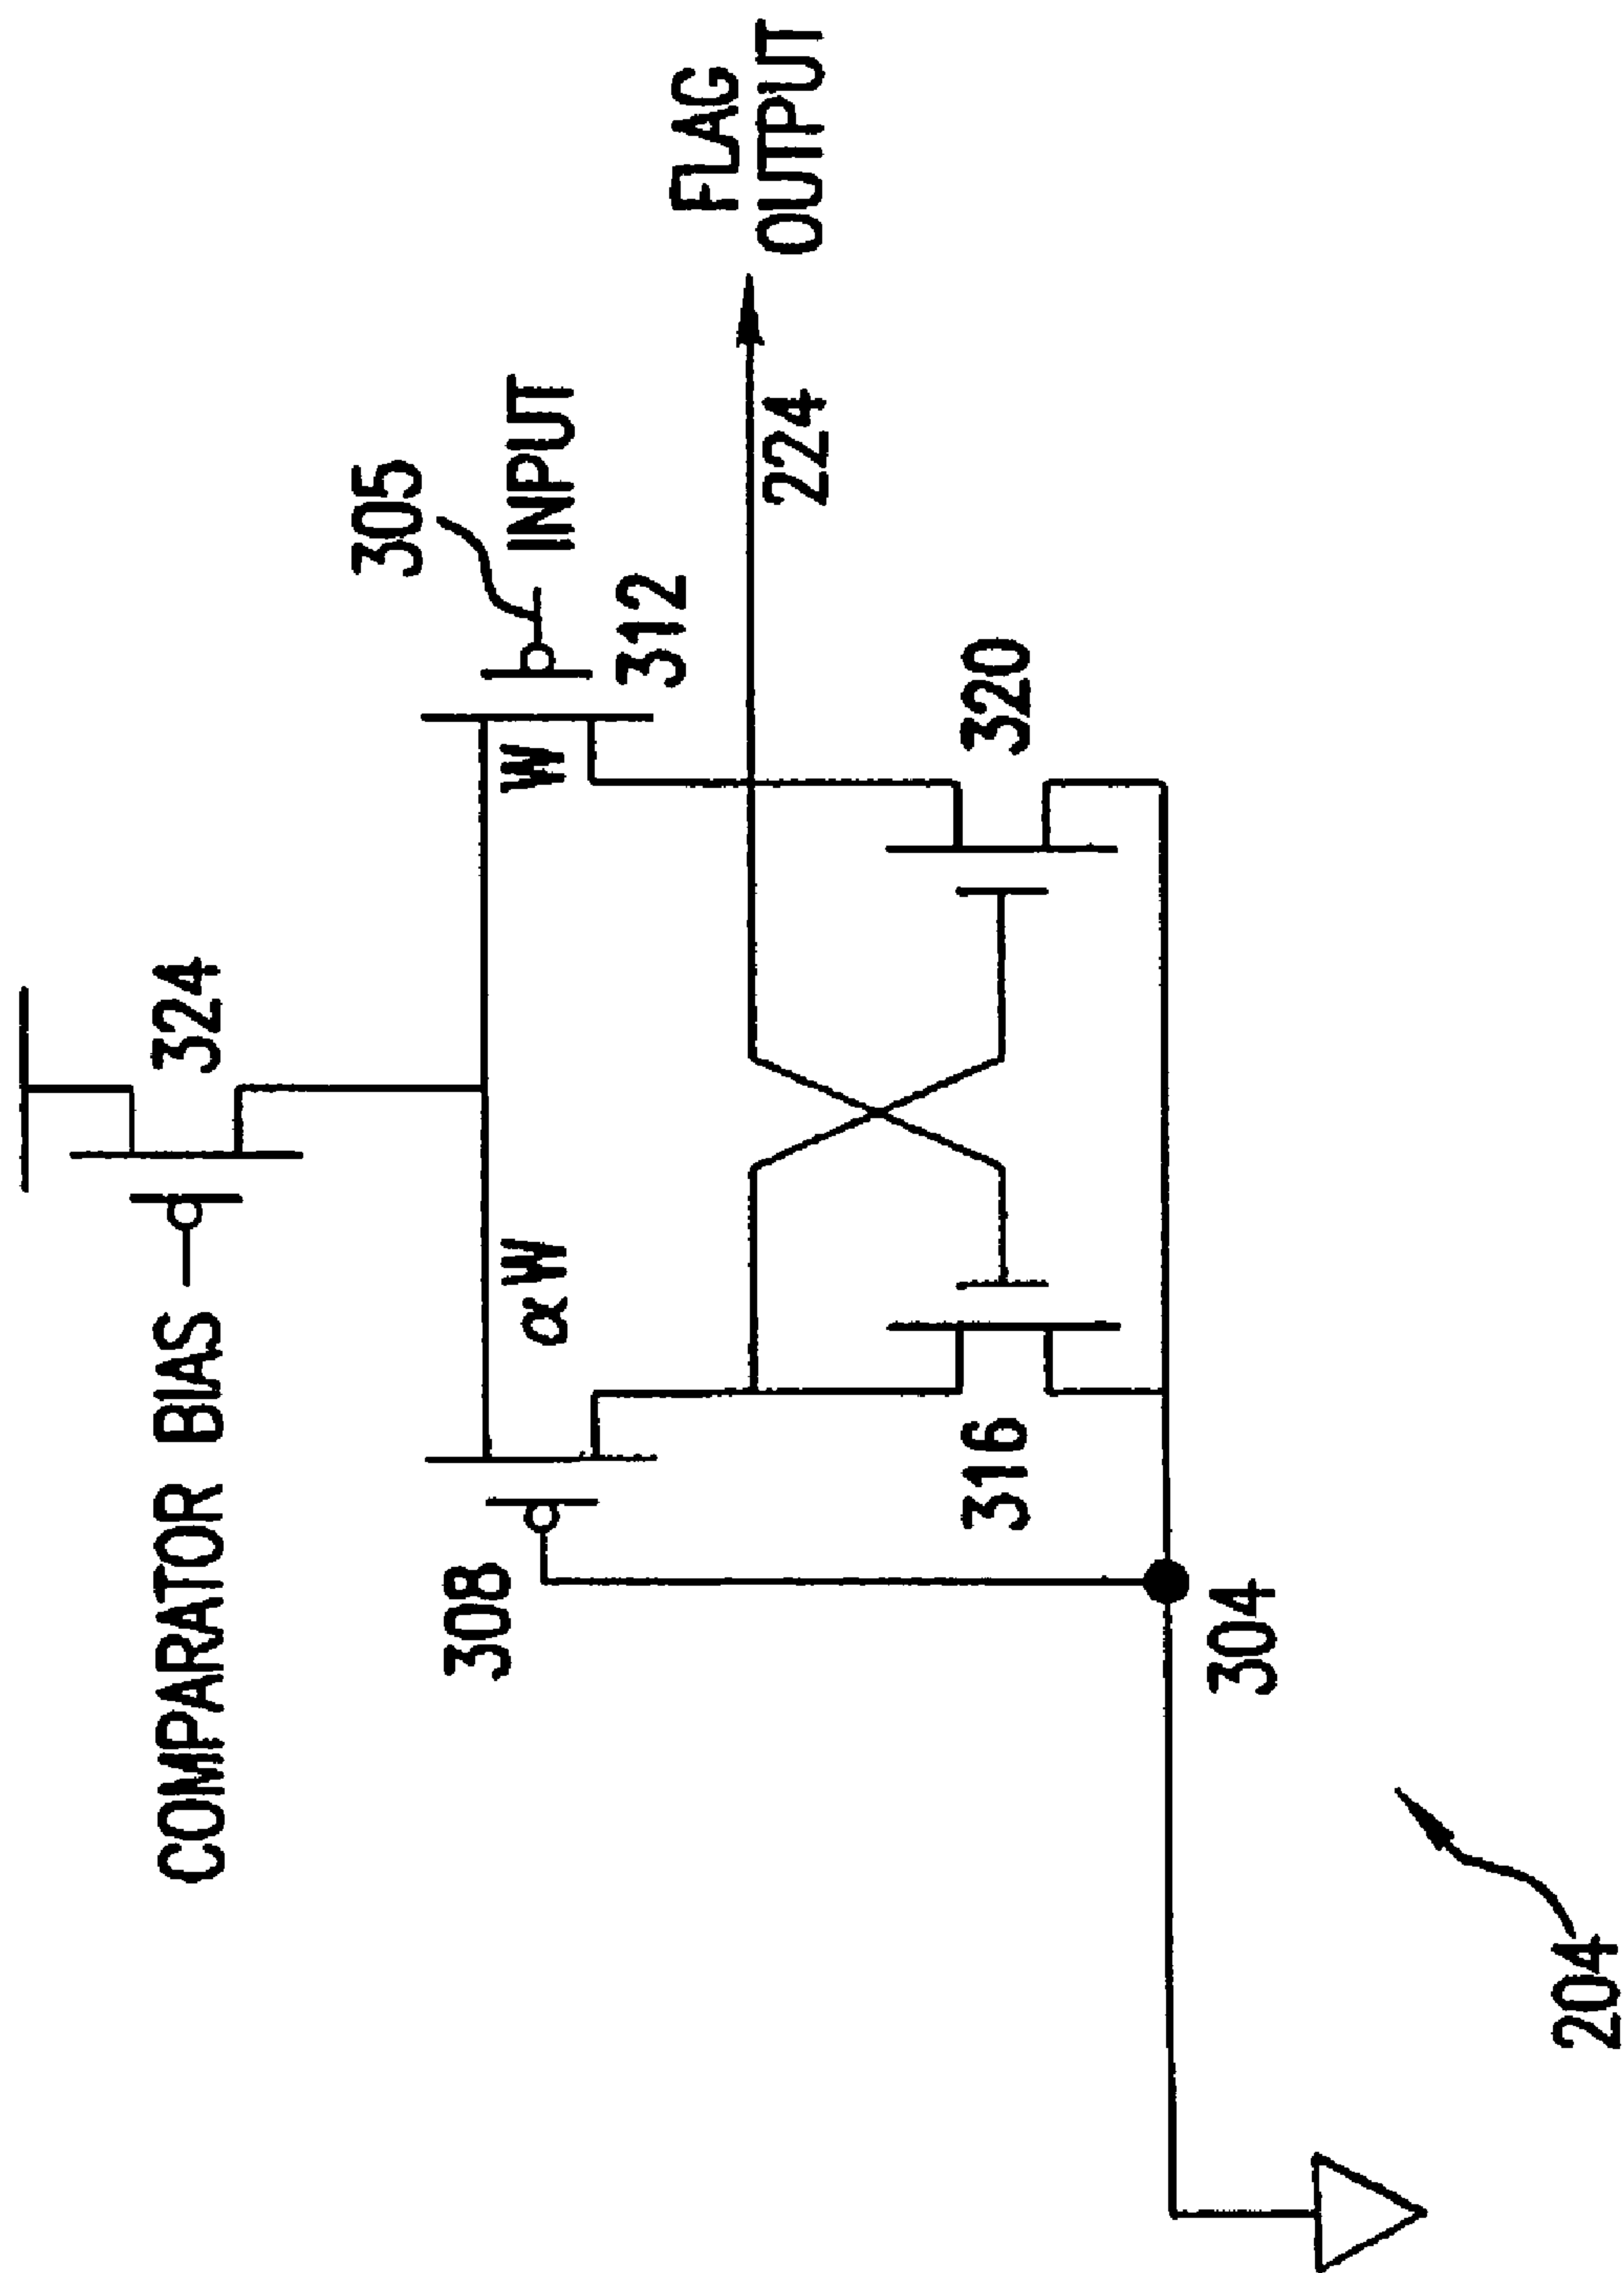 COMPARATOR BIAS
324
308
αW
W
305
INPUT
312
FLAG
OUTPUT
224
316
320
304
204